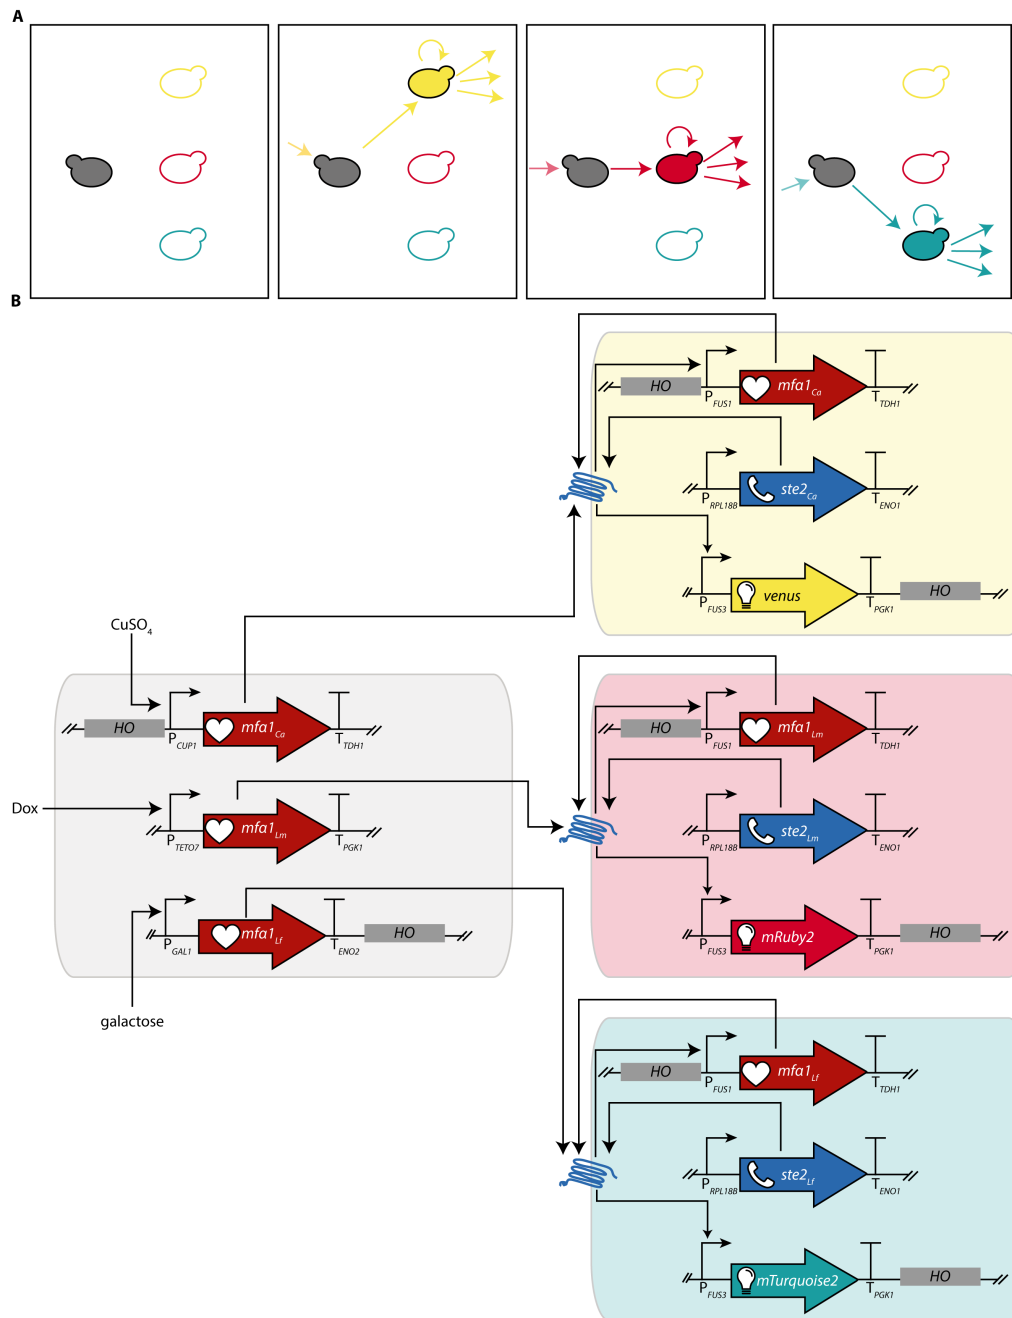 A
B
HO
P FUS1
mfα1 Ca
T TDH1
P RPL18B
ste2 Ca
T ENO1
P FUS3
venus
T PGK1
HO
CuSO4
HO
P CUP1
mfα1 Ca
T TDH1
Dox
P TETO7
mfα1 Lm
T PGK1
P GAL1
mfα1 Lf
T ENO2
HO
galactose
HO
P FUS1
mfα1 Lm
T TDH1
P RPL18B
ste2 Lm
T ENO1
P FUS3
mRuby2
T PGK1
HO
HO
P FUS1
mfα1 Lf
T TDH1
P RPL18B
ste2 Lf
T ENO1
P FUS3
mTurquoise2
T PGK1
HO